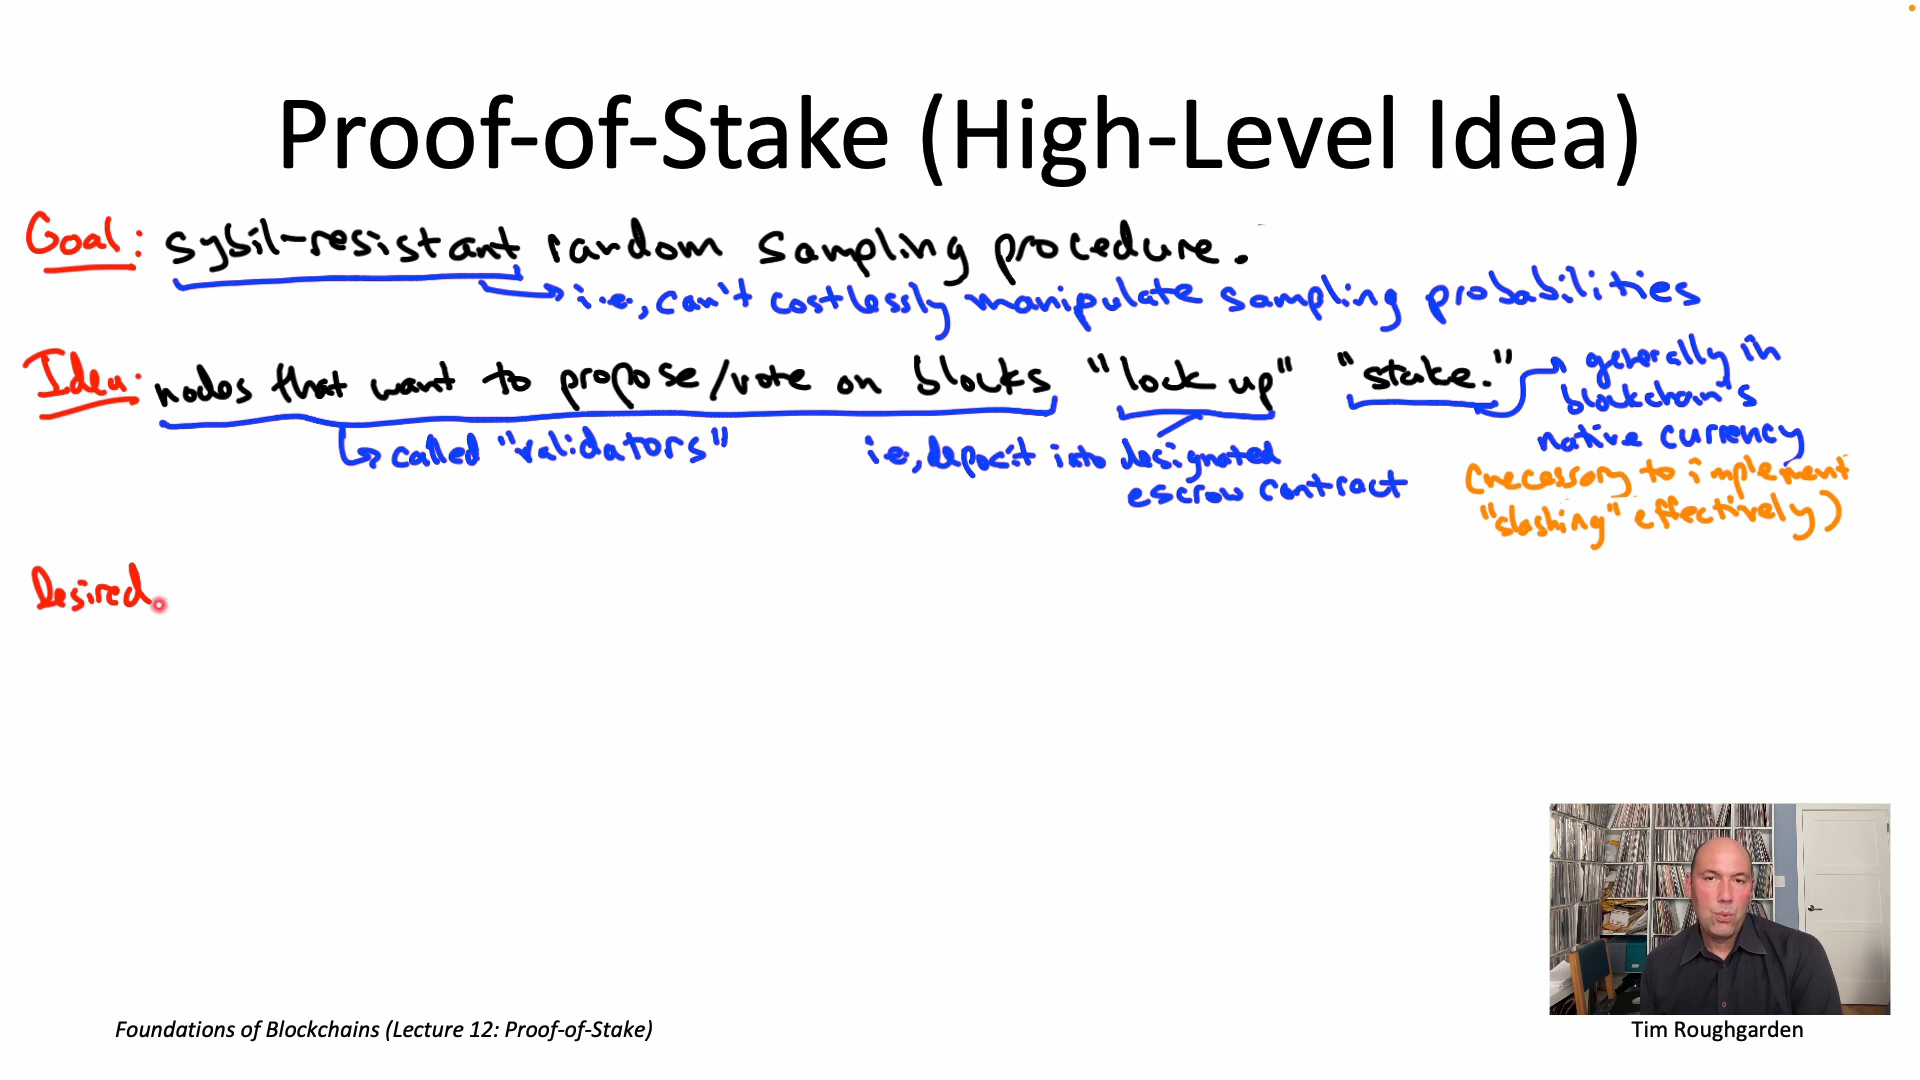 Proof-of-Stake (High-Level Idea)
Goal: sybil-resistant random sampling procedure.
i.e., can't costlessly manipulate sampling probabilities
Idea: nodes that want to propose/vote on blocks "lock up" "stake."
generally in
blockchain's
native currency
(necessary to implement
"slashing" effectively)
called "validators"
i.e., deposit into designated
escrow contract
Desired
Foundations of Blockchains (Lecture 12: Proof-of-Stake)
Tim Roughgarden